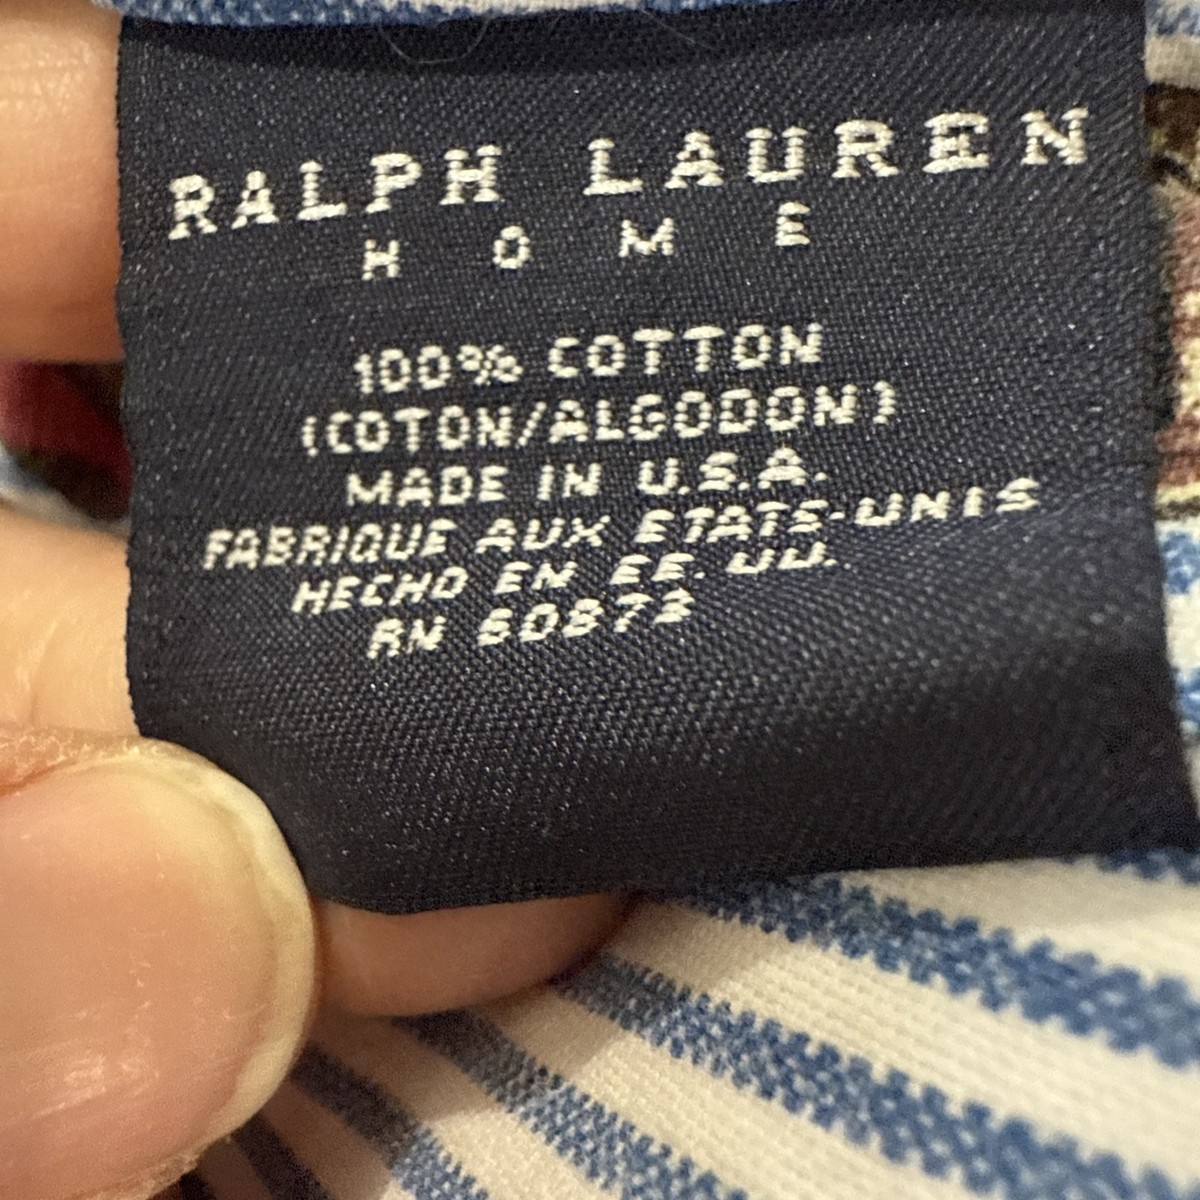 RALPH LAUREN
HOME
100% COTTON
(COTON/ALGODON)
MADE IN U.S.A.
FABRIQUE AUX ETATS-UNIS
HECHO EN EE. UU.
RN 60873